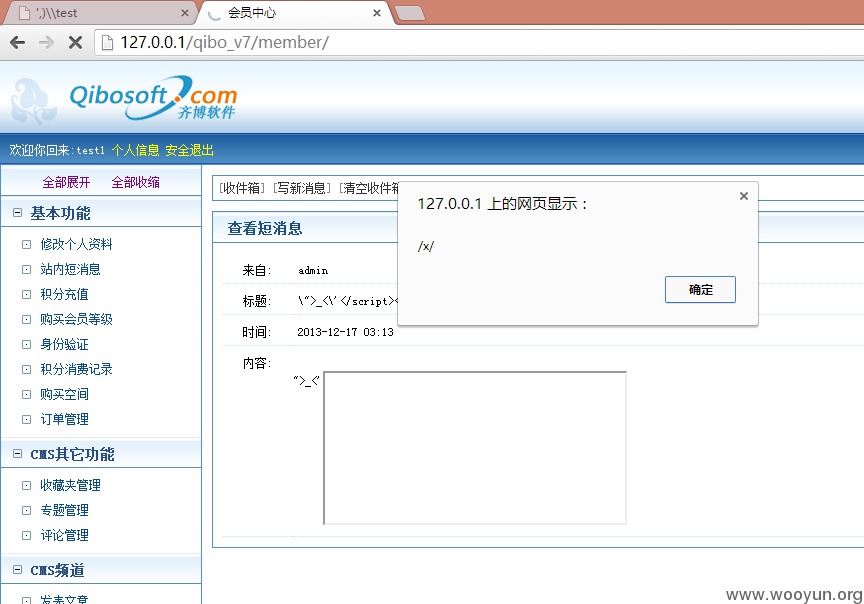 ',)\\test
会员中心
127.0.0.1/qibo_v7/member/
Qibosoft.com
齐博软件
欢迎你回来:test1 个人信息 安全退出
全部展开 全部收缩
基本功能
修改个人资料
站内短消息
积分充值
购买会员等级
身份验证
积分消费记录
购买空间
订单管理
CMS其它功能
收藏夹管理
专题管理
评论管理
CMS频道
发表文章
[收件箱] [写新消息] [清空收件箱
查看短消息
来自: admin
标题: \">_<\'</script><
时间: 2013-12-17 03:13
内容:
">_<'
127.0.0.1 上的网页显示：
/x/
确定
www.wooyun.org